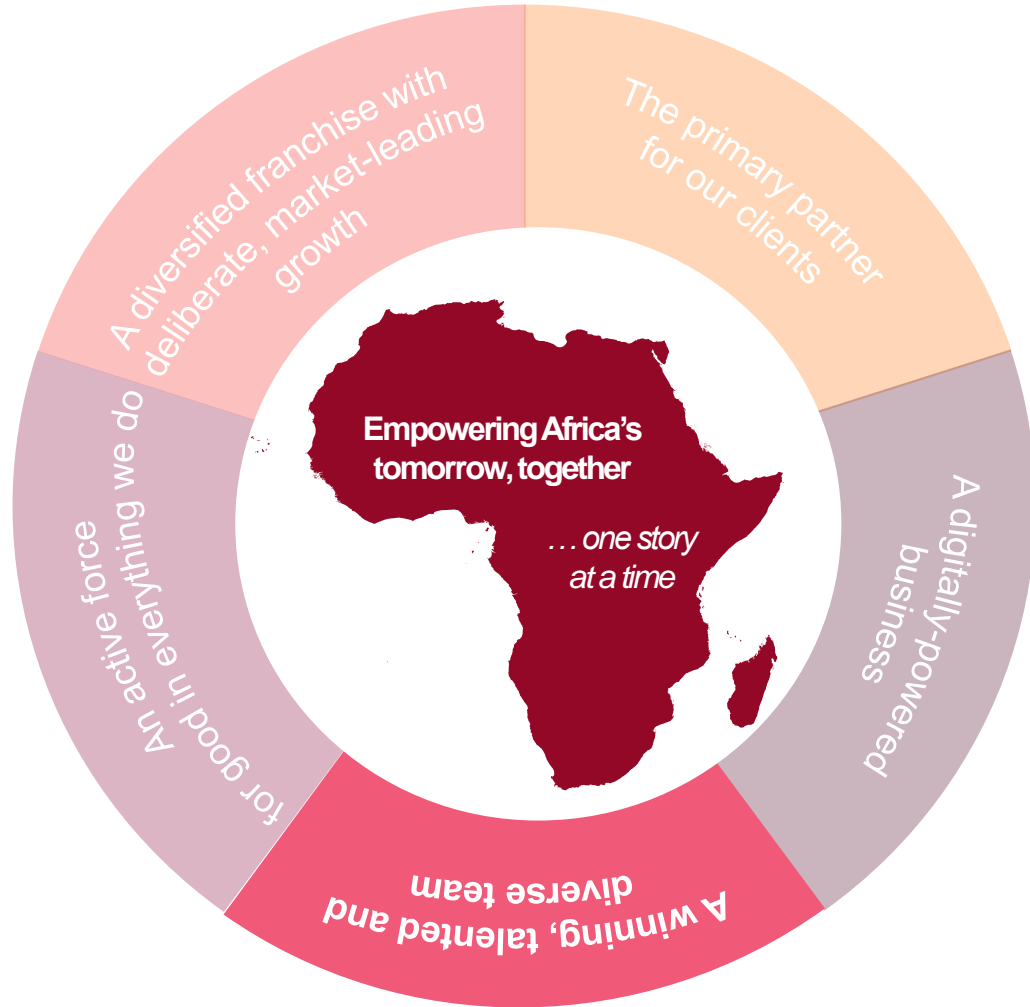 A diversified franchise with
deliberate, market-leading
growth
The primary partner
for our clients
A digitally-powered
business
A winning, talented and
diverse team
An active force
for good in everything we do
Empowering Africa's
tomorrow, together
… one story
at a time